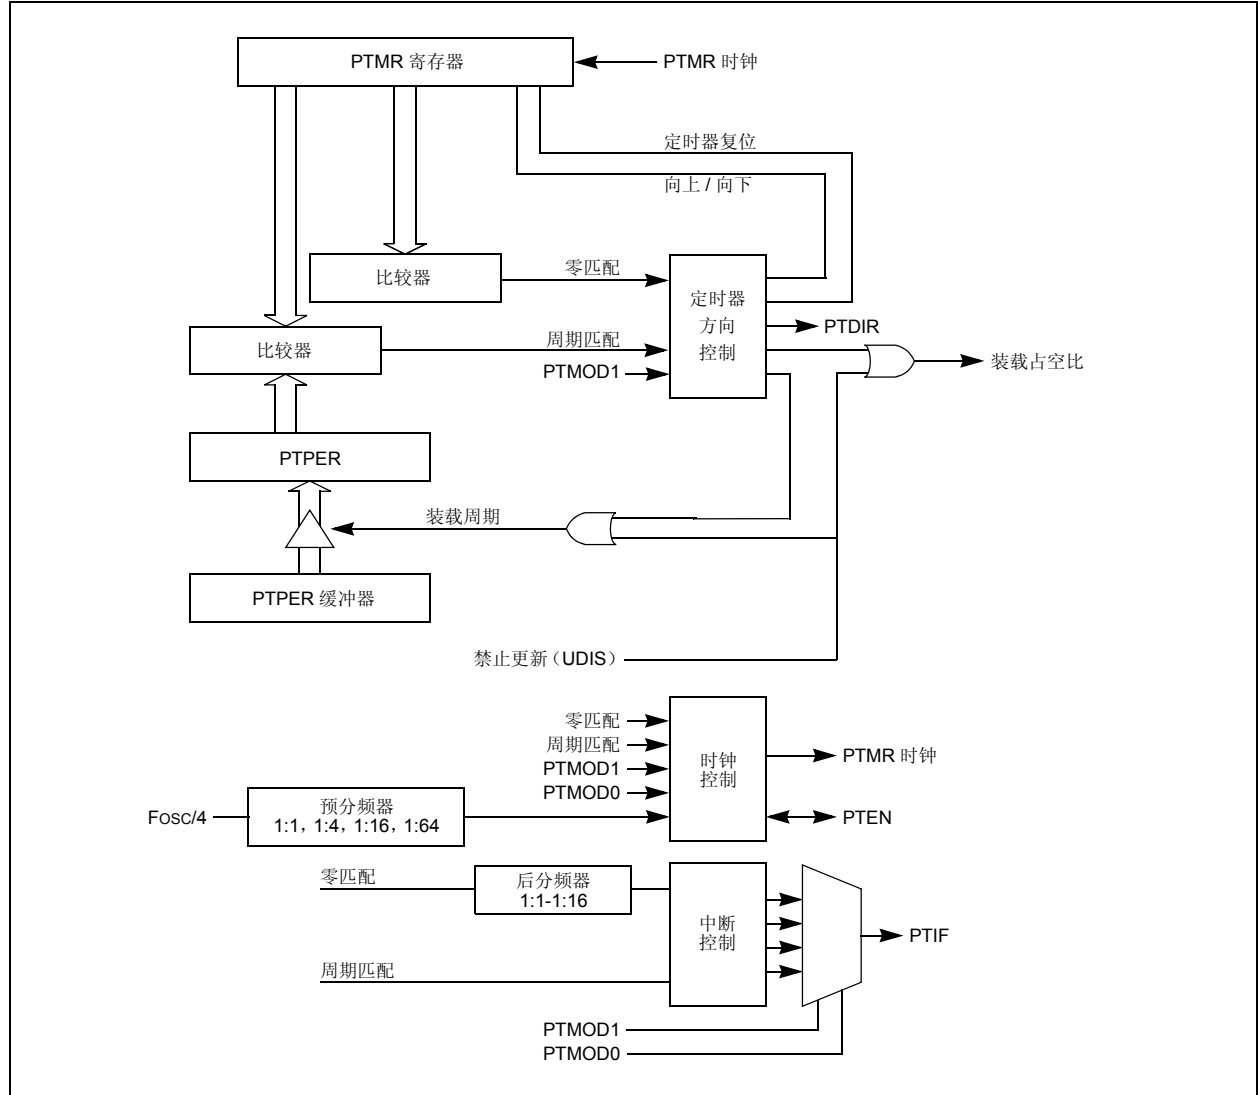 PTMR 寄存器
PTMR 时钟
定时器复位
向上 / 向下
比较器
零匹配
定时器
方向
控制
PTDIR
比较器
周期匹配
PTMOD1
装载占空比
PTPER
装载周期
PTPER 缓冲器
禁止更新（UDIS）
零匹配
周期匹配
PTMOD1
PTMOD0
时钟
控制
PTMR 时钟
PTEN
FOSC/4
预分频器
1:1，1:4，1:16，1:64
零匹配
后分频器
1:1-1:16
中断
控制
PTIF
周期匹配
PTMOD1
PTMOD0